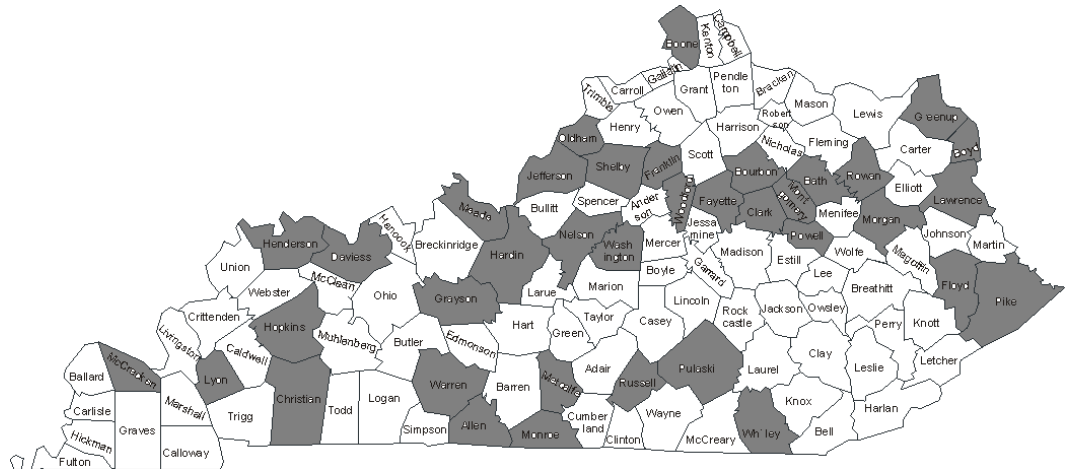 Boone
Kenton
Campbell
Gallatin
Carroll
Trimble
Grant
Pendle
ton
Bracken
Mason
Owen
Henry
Robert
son
Lewis
Greenup
Oldham
Harrison
Nicholas
Fleming
Carter
Boyd
Scott
Shelby
Franklin
Jefferson
Bourbon
Bath
Rowan
Elliott
Lawrence
Spencer
Bullitt
Ander
son
Woodford
Fayette
Clark
Mont
gomery
Menifee
Morgan
Johnson
Martin
Meade
Nelson
Wash
ington
Mercer
Jessa
mine
Madison
Powell
Estill
Wolfe
Magoffin
Hancock
Breckinridge
Hardin
Henderson
Daviess
Union
McClean
Webster
Ohio
Grayson
Larue
Marion
Boyle
Garrard
Lee
Breathitt
Floyd
Pike
Lincoln
Rock
castle
Jackson
Owsley
Perry
Knott
Crittenden
Livingston
Hopkins
Caldwell
Muhlenberg
Butler
Edmonson
Hart
Green
Taylor
Casey
Clay
Leslie
Letcher
Ballard
McCracken
Lyon
Christian
Warren
Barren
Metcalfe
Adair
Russell
Pulaski
Laurel
Knox
Harlan
Carlisle
Graves
Marshall
Trigg
Todd
Logan
Simpson
Allen
Monroe
Cumber
land
Clinton
Wayne
McCreary
Whitley
Bell
Hickman
Fulton
Calloway